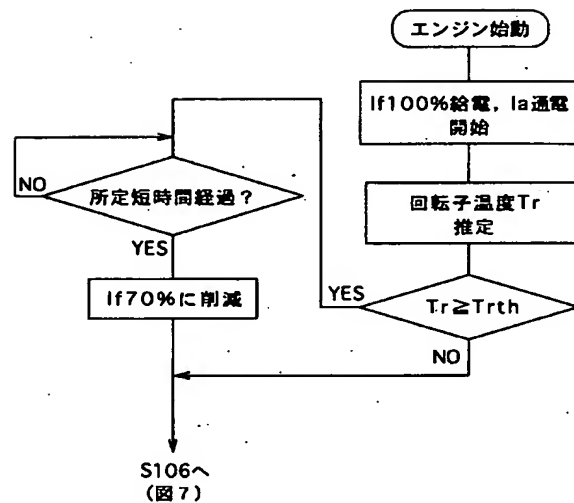 エンジン始動
If100%給電,Ia通電
開始
回転子温度Tr
推定
Tr≧Trth
YES
NO
所定短時間経過?
NO
YES
If70%に削減
S106へ
(図7)